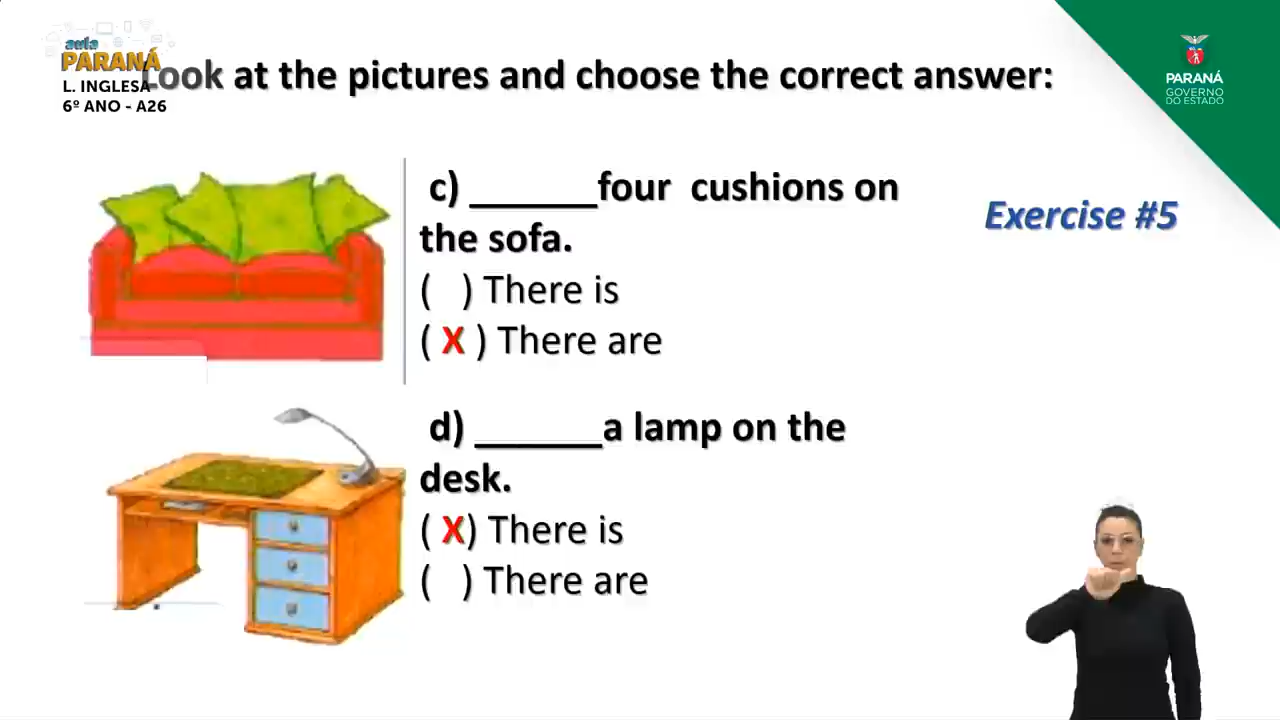 aula
PARANÁ
L. INGLESA
6º ANO - A26
Look at the pictures and choose the correct answer:
PARANÁ
GOVERNO
DO ESTADO
Exercise #5
c) ______four cushions on
the sofa.
( ) There is
( X ) There are
d) ______a lamp on the
desk.
( X) There is
( ) There are